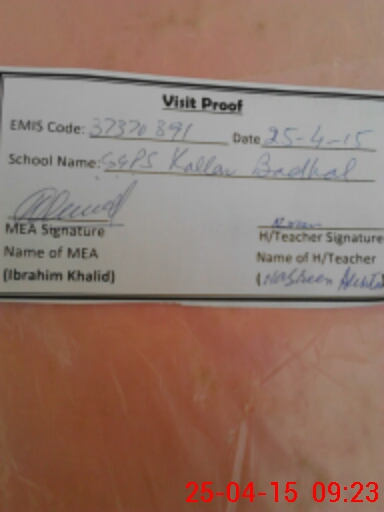 Visit Proof
EMIS Code: 37370891 Date 25-4-15
School Name: GGPS Kallar Badhal
MEA Signature H/Teacher Signature
Name of MEA Name of H/Teacher
(Ibrahim Khalid) (
25-04-15 09:23